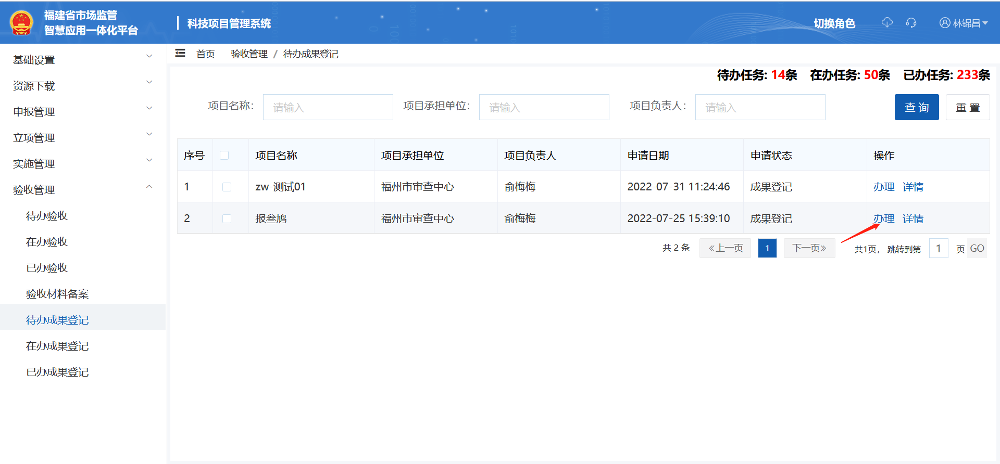 福建省市场监管
智慧应用一体化平台
科技项目管理系统
切换角色
林锦昌
基础设置
资源下载
申报管理
立项管理
实施管理
验收管理
待办验收
在办验收
已办验收
验收材料备案
待办成果登记
在办成果登记
已办成果登记
首页 验收管理 / 待办成果登记
待办任务: 14条 在办任务: 50条 已办任务: 233条
项目名称: 请输入 项目承担单位: 请输入 项目负责人: 请输入 查 询 重 置
序号 项目名称 项目承担单位 项目负责人 申请日期 申请状态 操作
1 zw-测试01 福州市审查中心 俞梅梅 2022-07-31 11:24:46 成果登记 办理 详情
2 报叁鸠 福州市审查中心 俞梅梅 2022-07-25 15:39:10 成果登记 办理 详情
共 2 条 «上一页 1 下一页» 共1页, 跳转到第 1 页 GO